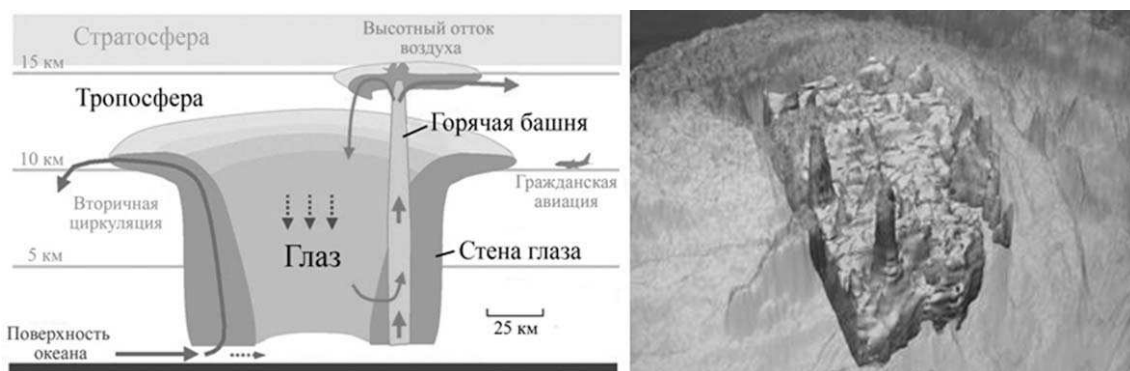 Стратосфера
Высотный отток
воздуха
15 км
Тропосфера
Горячая башня
10 км
Гражданская
авиация
Вторичная
циркуляция
Глаз
Стена глаза
5 км
25 км
Поверхность
океана